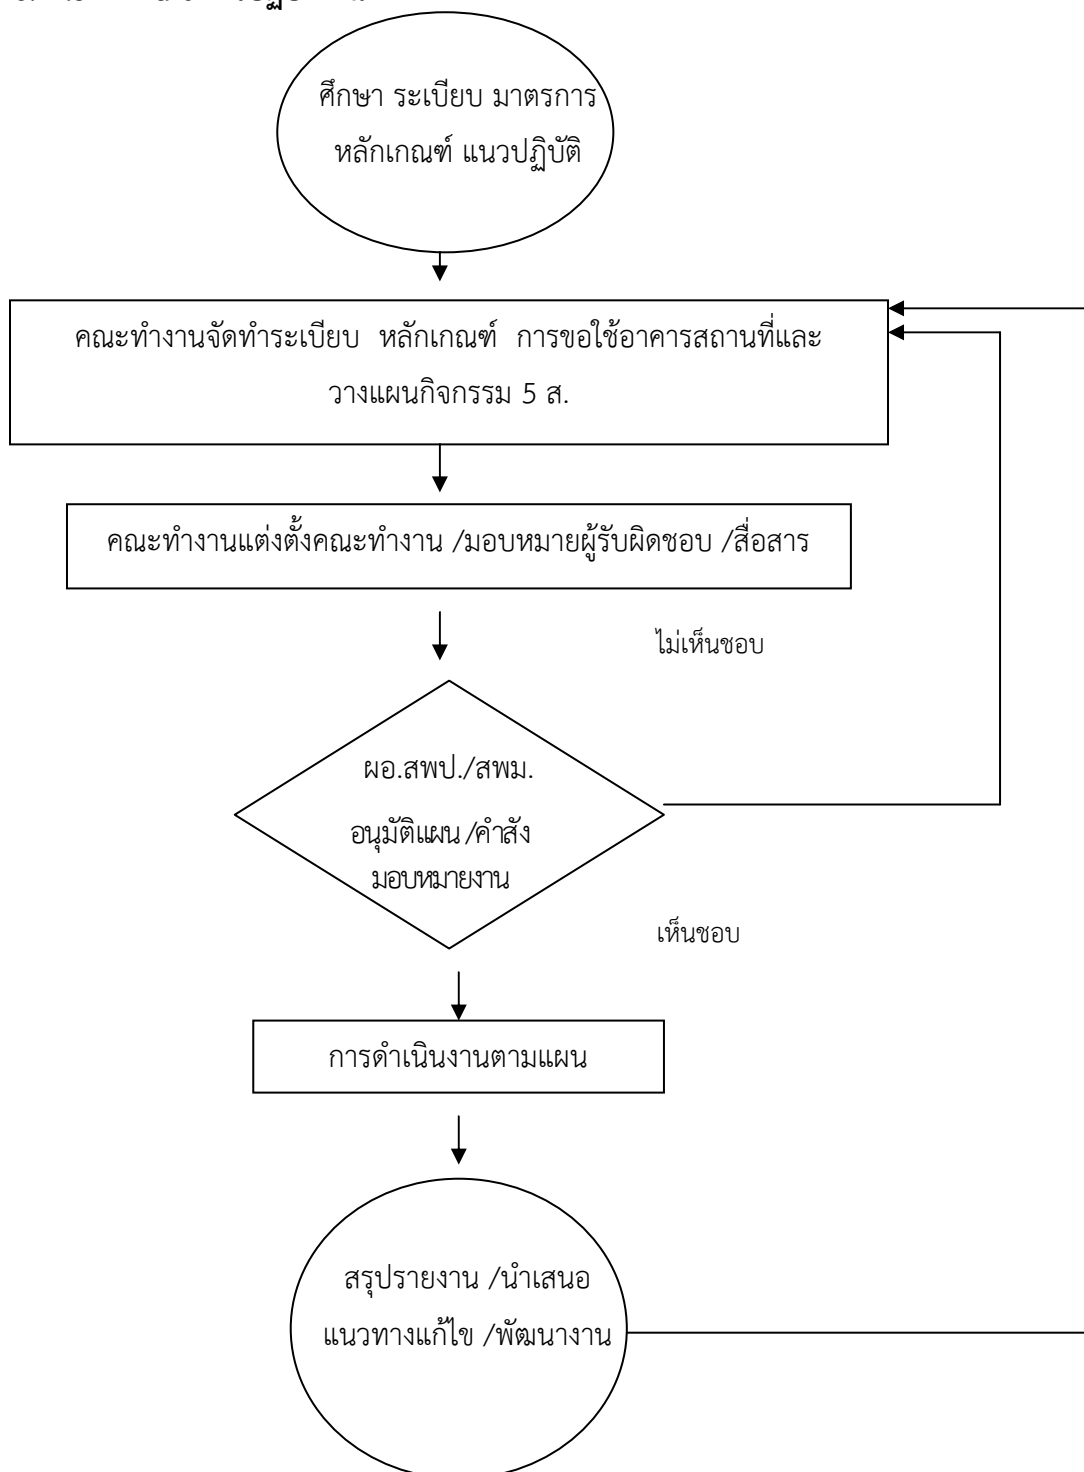 ศึกษา ระเบียบ มาตรการ
หลักเกณฑ์ แนวปฏิบัติ
คณะทำงานจัดทำระเบียบ หลักเกณฑ์ การขอใช้อาคารสถานที่และ
วางแผนกิจกรรม 5 ส.
คณะทำงานแต่งตั้งคณะทำงาน /มอบหมายผู้รับผิดชอบ /สื่อสาร
ไม่เห็นชอบ
ผอ.สพป./สพม.
อนุมัติแผน /คำสัง
มอบหมายงาน
เห็นชอบ
การดำเนินงานตามแผน
สรุปรายงาน /นำเสนอ
แนวทางแก้ไข /พัฒนางาน